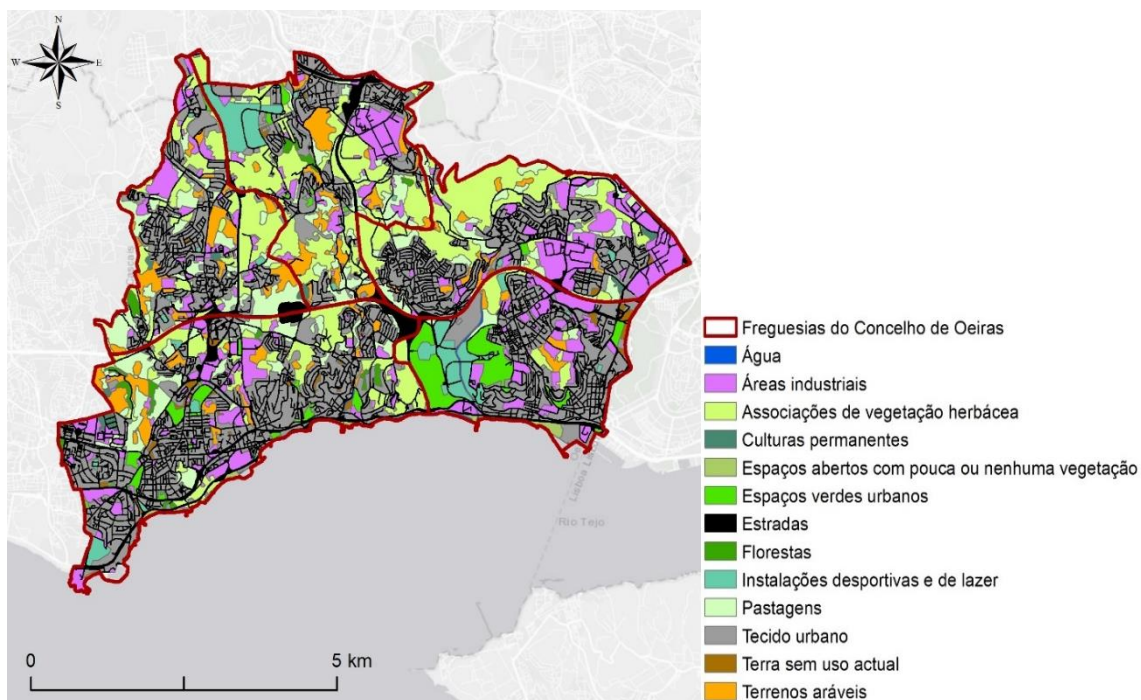 N
W E
S
Lisboa
Rio Tejo
0 5 km
Freguesias do Concelho de Oeiras
Água
Áreas industriais
Associações de vegetação herbácea
Culturas permanentes
Espaços abertos com pouca ou nenhuma vegetação
Espaços verdes urbanos
Estradas
Florestas
Instalações desportivas e de lazer
Pastagens
Tecido urbano
Terra sem uso actual
Terrenos aráveis